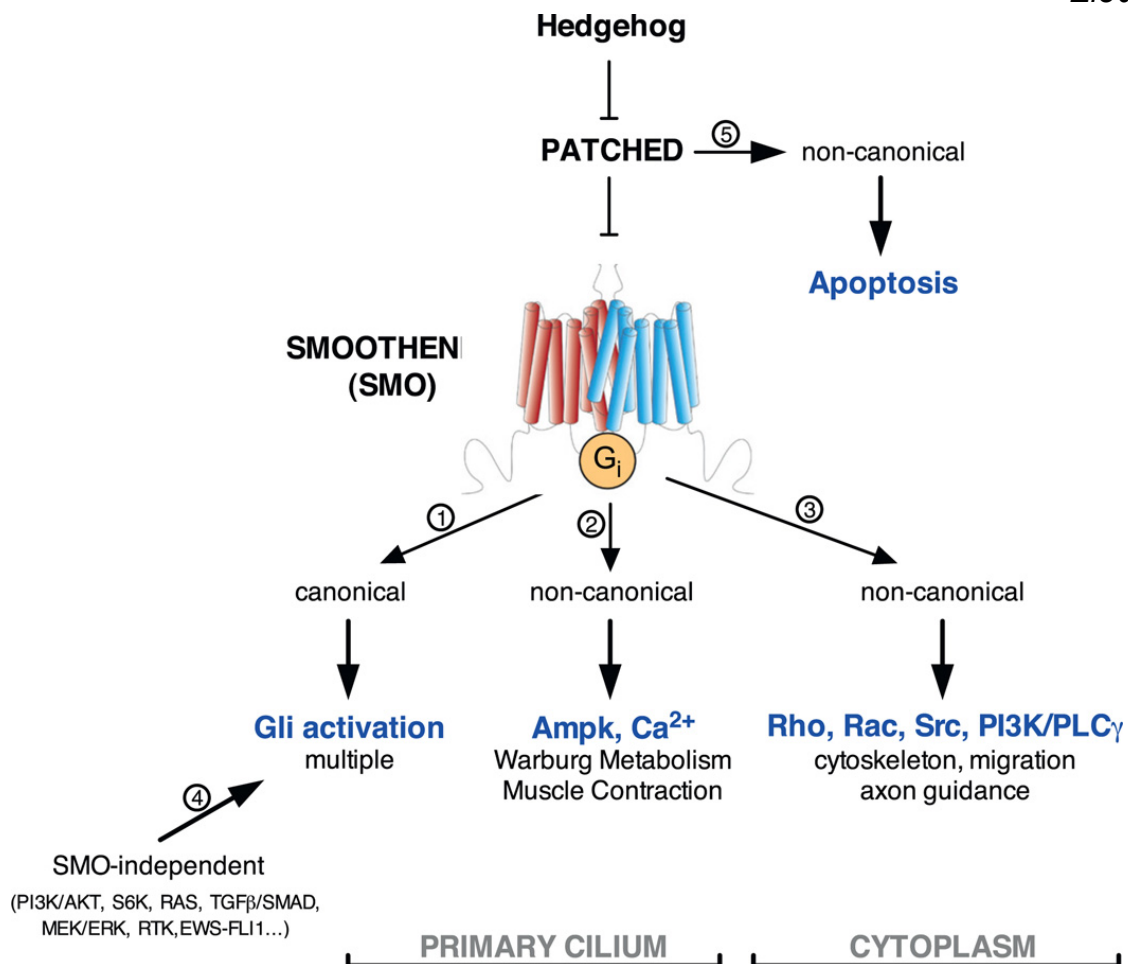 Hedgehog
PATCHED
⑤
non-canonical
Apoptosis
SMOOTHEN
(SMO)
Gi
①
②
③
canonical
non-canonical
non-canonical
Gli activation
multiple
Ampk, Ca2+
Warburg Metabolism
Muscle Contraction
Rho, Rac, Src, PI3K/PLCγ
cytoskeleton, migration
axon guidance
④
SMO-independent
(PI3K/AKT, S6K, RAS, TGFβ/SMAD,
MEK/ERK, RTK,EWS-FLI1...)
PRIMARY CILIUM
CYTOPLASM